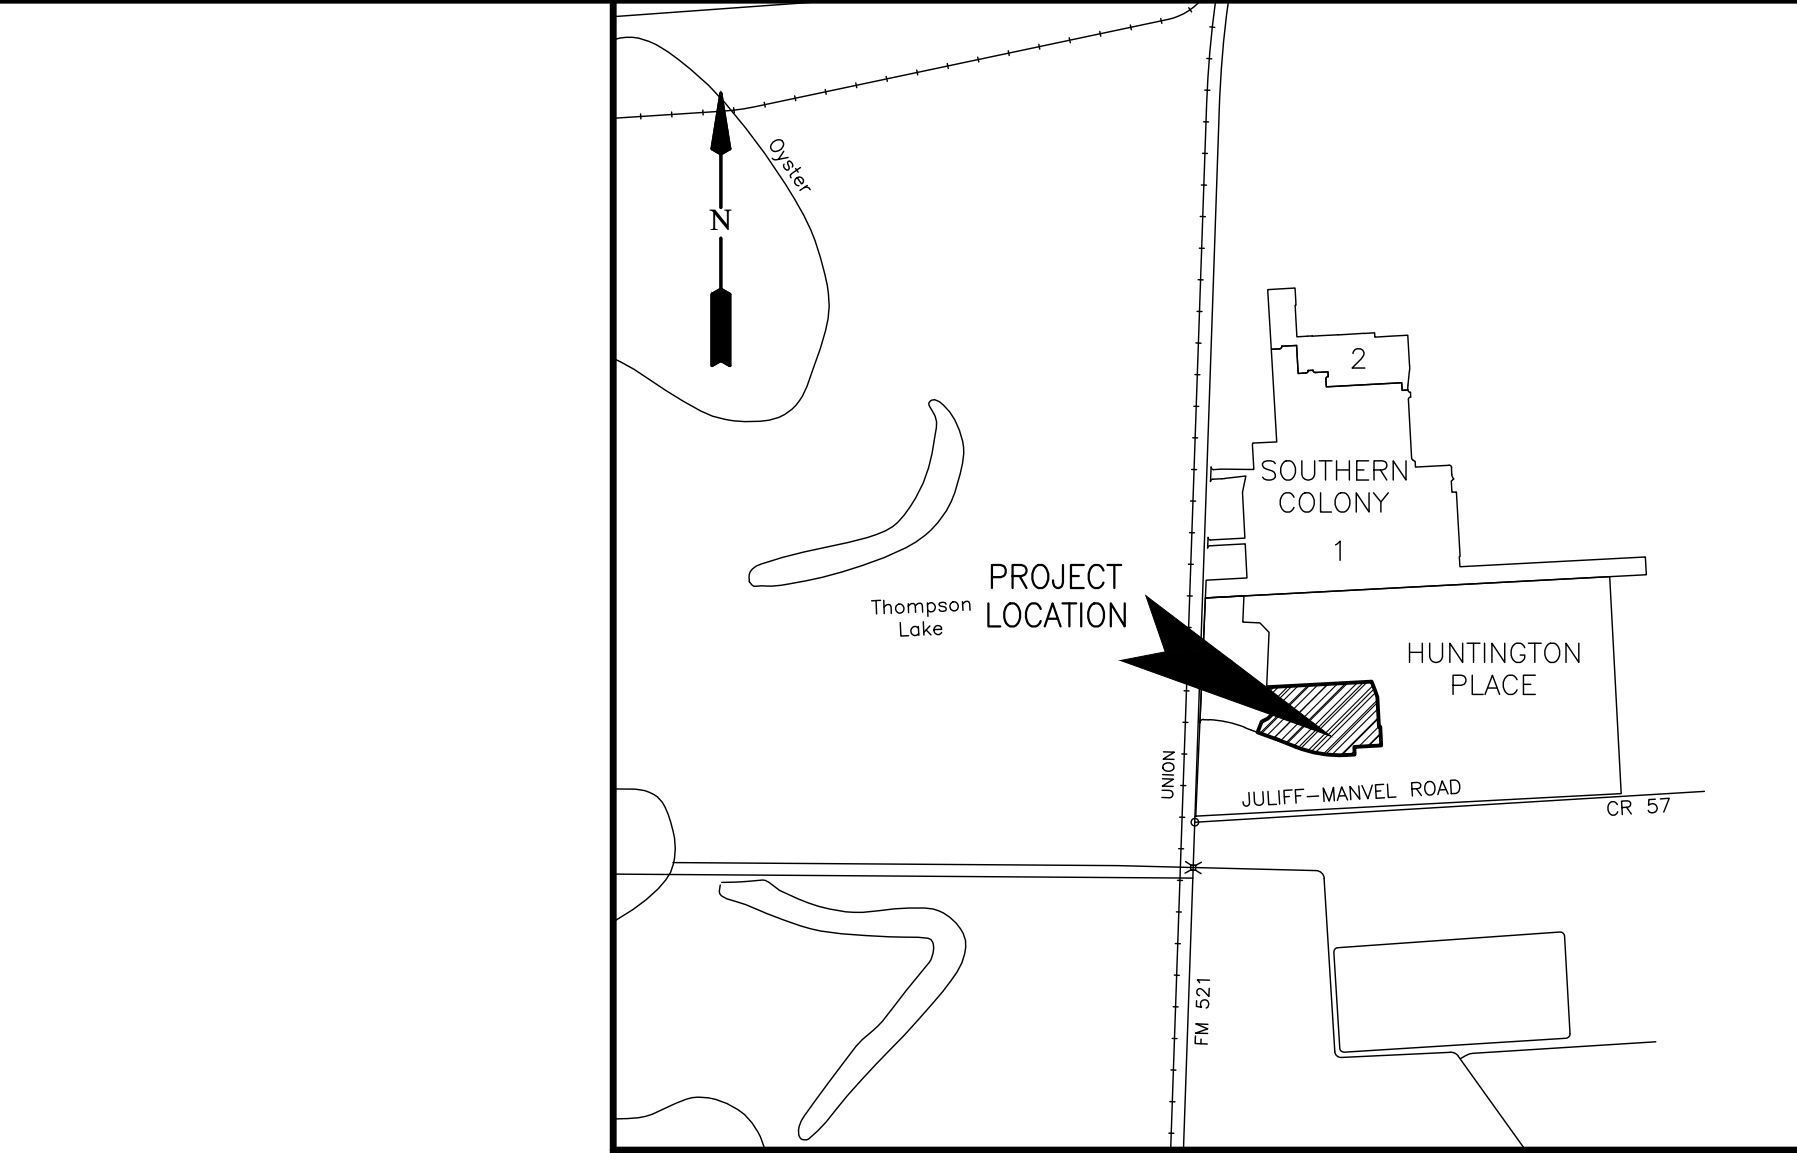 Oyster
N
2
SOUTHERN
COLONY
1
PROJECT
LOCATION
Thompson
Lake
HUNTINGTON
PLACE
UNION
JULIFF-MANVEL ROAD
CR 57
FM 521